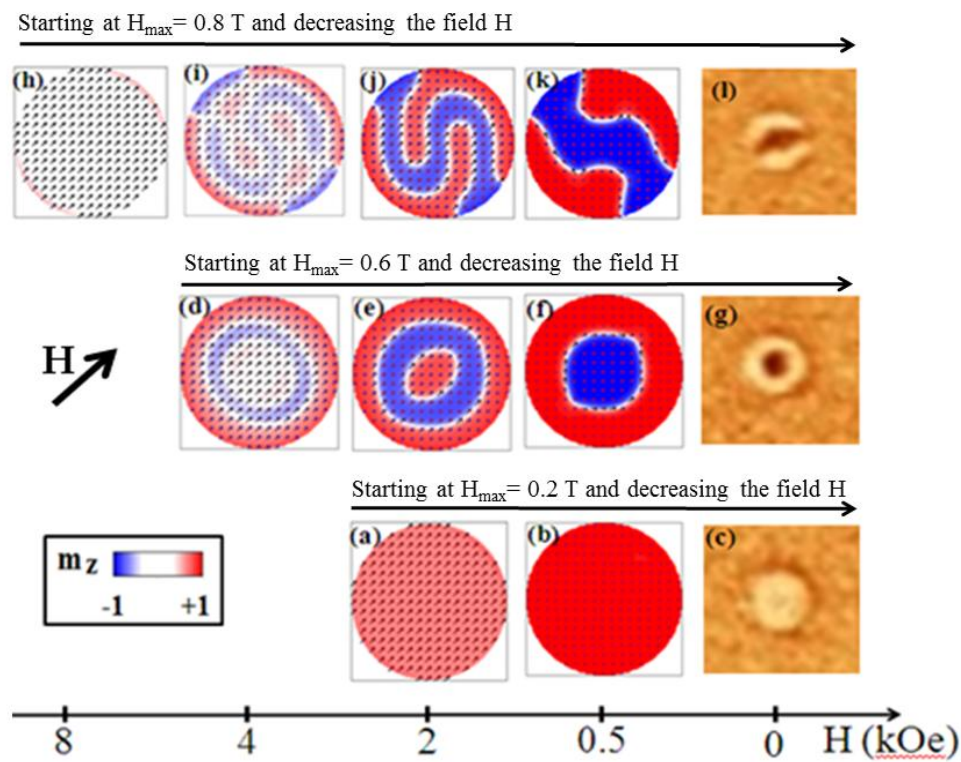 Starting at Hmax= 0.8 T and decreasing the field H
(h) (i) (j) (k) (l)
Starting at Hmax= 0.6 T and decreasing the field H
(d) (e) (f) (g)
H
Starting at Hmax= 0.2 T and decreasing the field H
(a) (b) (c)
mz
-1 +1
8 4 2 0.5 0 H (kOe)